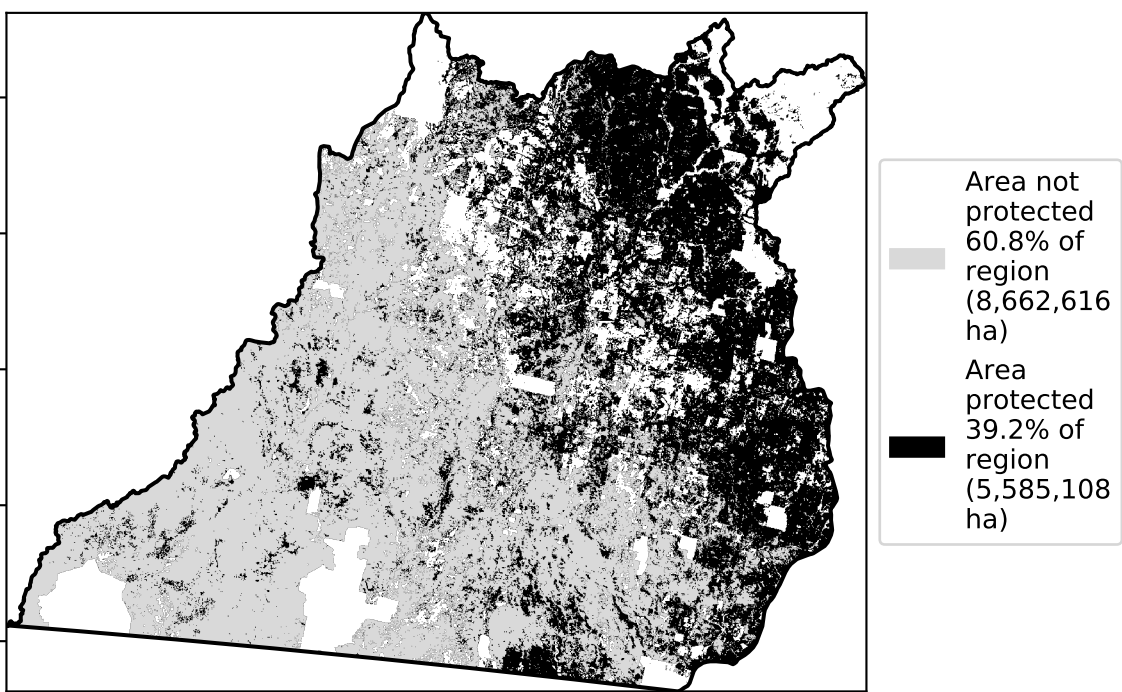 Area not
protected
60.8% of
region
(8,662,616
ha)
Area
protected
39.2% of
region
(5,585,108
ha)